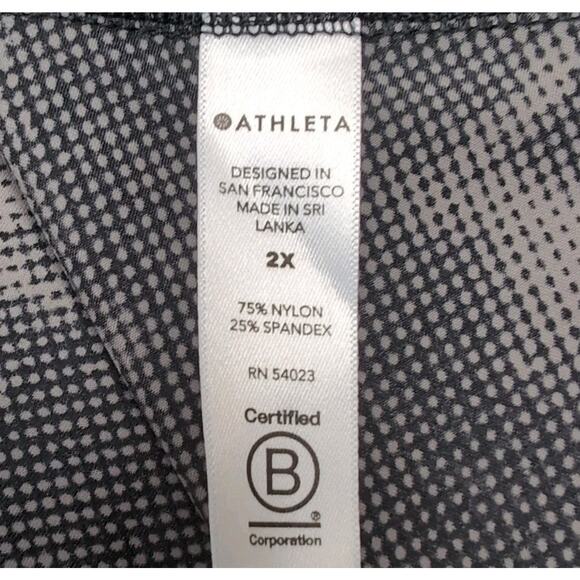 ATHLETA
DESIGNED IN
SAN FRANCISCO
MADE IN SRI
LANKA
2X
75% NYLON
25% SPANDEX
RN 54023
Certified
B
®
Corporation